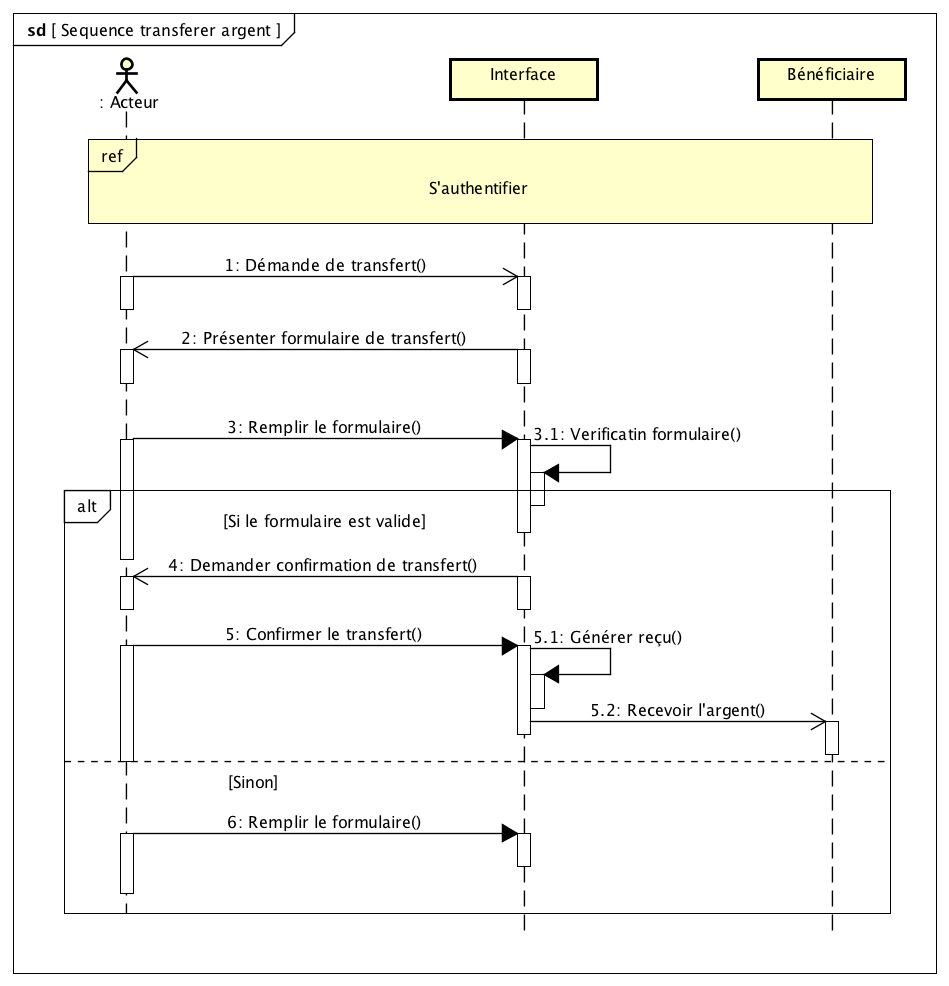 sd [ Sequence transferer argent ]
: Acteur
Interface
Bénéficiaire
ref
S'authentifier
1: Démande de transfert()
2: Présenter formulaire de transfert()
3: Remplir le formulaire()
3.1: Verificatin formulaire()
alt
[Si le formulaire est valide]
4: Demander confirmation de transfert()
5: Confirmer le transfert()
5.1: Générer reçu()
5.2: Recevoir l'argent()
[Sinon]
6: Remplir le formulaire()